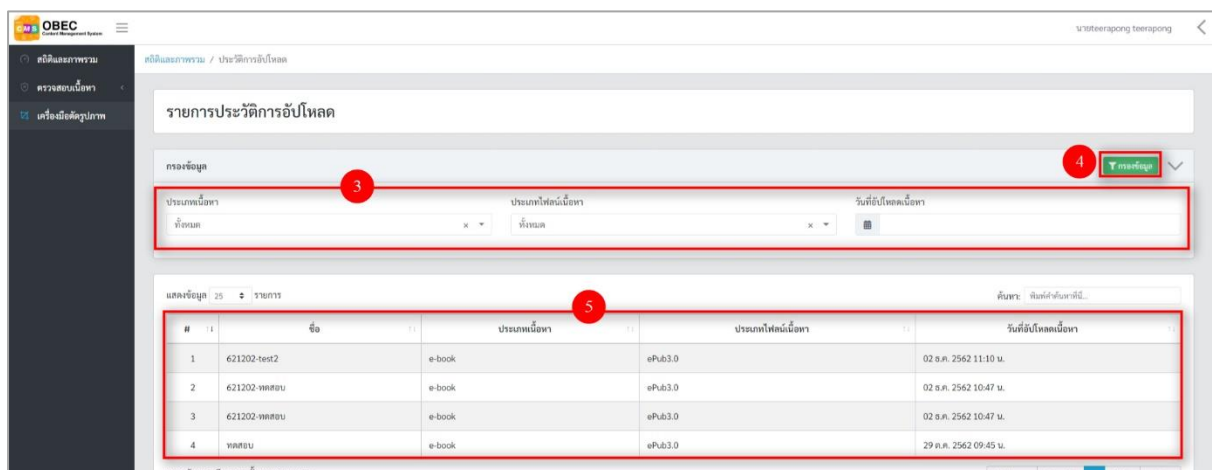 CMS OBEC
Content Management System
นายteerapong teerapong
สถิติและภาพรวม
ตรวจสอบเนื้อหา
เครื่องมือตัดรูปภาพ
สถิติและภาพรวม / ประวัติการอัปโหลด
รายการประวัติการอัปโหลด
กรองข้อมูล
4
กรองข้อมูล
3
ประเภทเนื้อหา ประเภทไฟล์เนื้อหา วันที่อัปโหลดเนื้อหา
ทั้งหมด × ทั้งหมด ×
แสดงข้อมูล 25 รายการ ค้นหา: พิมพ์คำค้นหาที่นี่...
5
# ชื่อ ประเภทเนื้อหา ประเภทไฟล์เนื้อหา วันที่อัปโหลดเนื้อหา
1 621202-test2 e-book ePub3.0 02 ธ.ค. 2562 11:10 น.
2 621202-ทดสอบ e-book ePub3.0 02 ธ.ค. 2562 10:47 น.
3 621202-ทดสอบ e-book ePub3.0 02 ธ.ค. 2562 10:47 น.
4 ทดสอบ e-book ePub3.0 29 ต.ค. 2562 09:45 น.